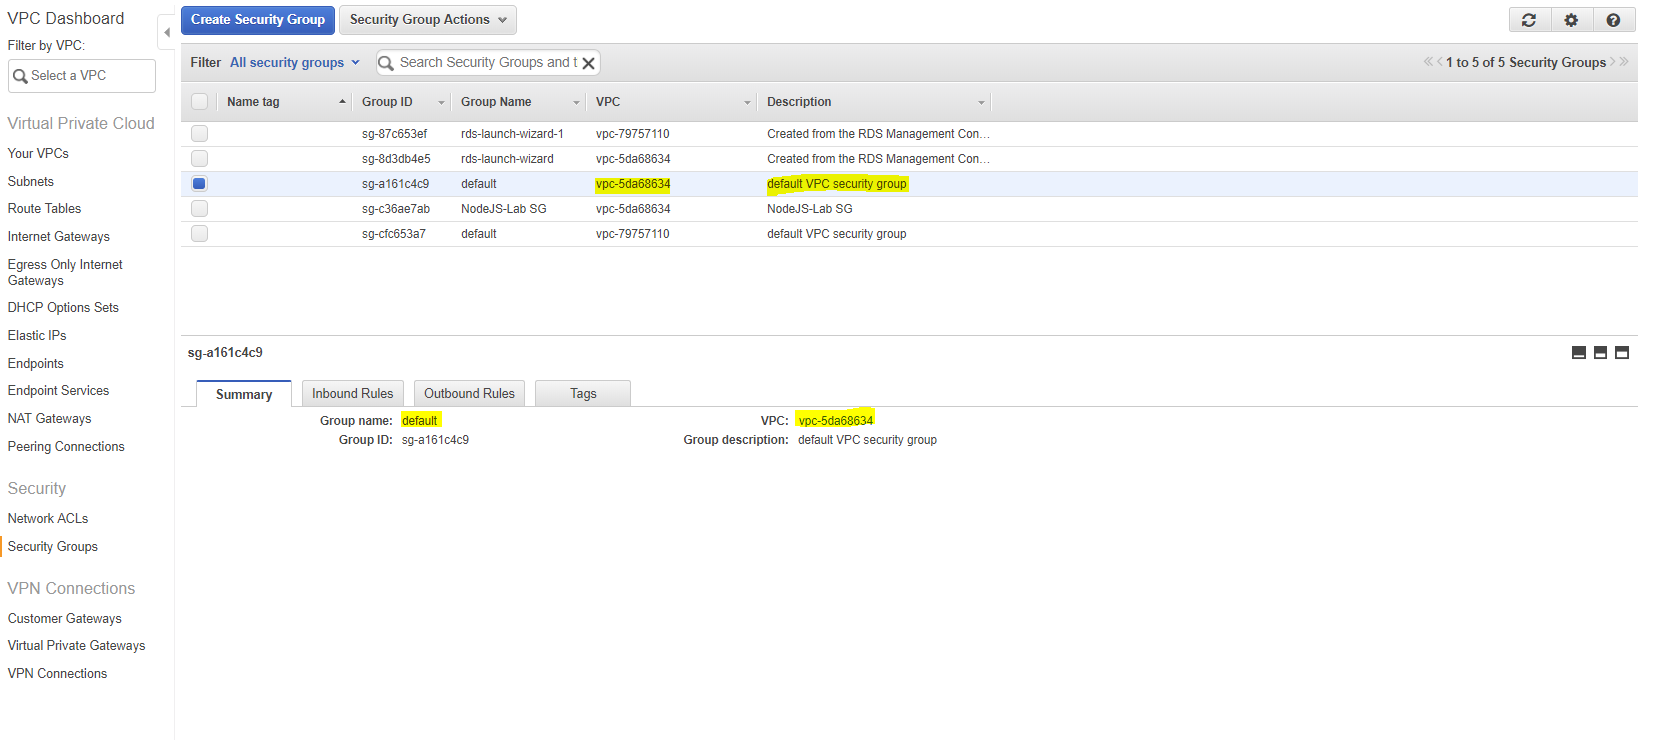 VPC Dashboard
Filter by VPC:
Select a VPC
Virtual Private Cloud
Your VPCs
Subnets
Route Tables
Internet Gateways
Egress Only Internet
Gateways
DHCP Options Sets
Elastic IPs
Endpoints
Endpoint Services
NAT Gateways
Peering Connections
Security
Network ACLs
Security Groups
VPN Connections
Customer Gateways
Virtual Private Gateways
VPN Connections
Create Security Group Security Group Actions
Filter All security groups Search Security Groups and t 1 to 5 of 5 Security Groups
Name tag Group ID Group Name VPC Description
sg-87c653ef rds-launch-wizard-1 vpc-79757110 Created from the RDS Management Con...
sg-8d3db4e5 rds-launch-wizard vpc-5da68634 Created from the RDS Management Con...
sg-a161c4c9 default vpc-5da68634 default VPC security group
sg-c36ae7ab NodeJS-Lab SG vpc-5da68634 NodeJS-Lab SG
sg-cfc653a7 default vpc-79757110 default VPC security group
sg-a161c4c9
Summary Inbound Rules Outbound Rules Tags
Group name: default VPC: vpc-5da68634
Group ID: sg-a161c4c9 Group description: default VPC security group